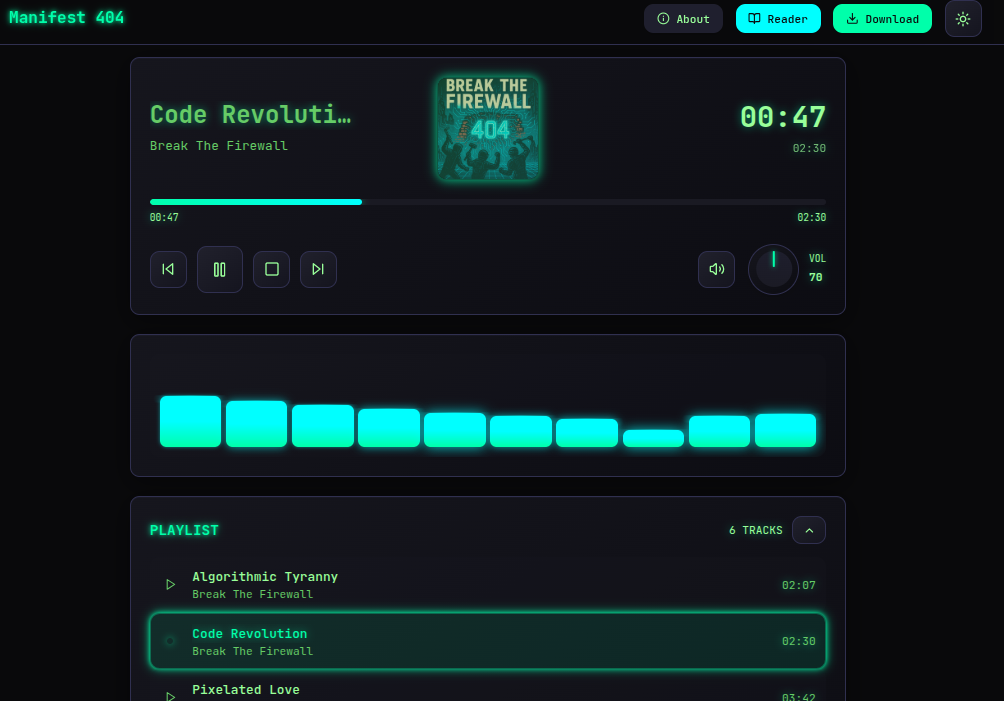 Manifest 404
About
Reader
Download
Code Revoluti…
Break The Firewall
BREAK THE
FIREWALL
404
00:47
02:30
00:47
02:30
VOL
70
PLAYLIST
6 TRACKS
Algorithmic Tyranny
Break The Firewall
02:07
Code Revolution
Break The Firewall
02:30
Pixelated Love
03:42